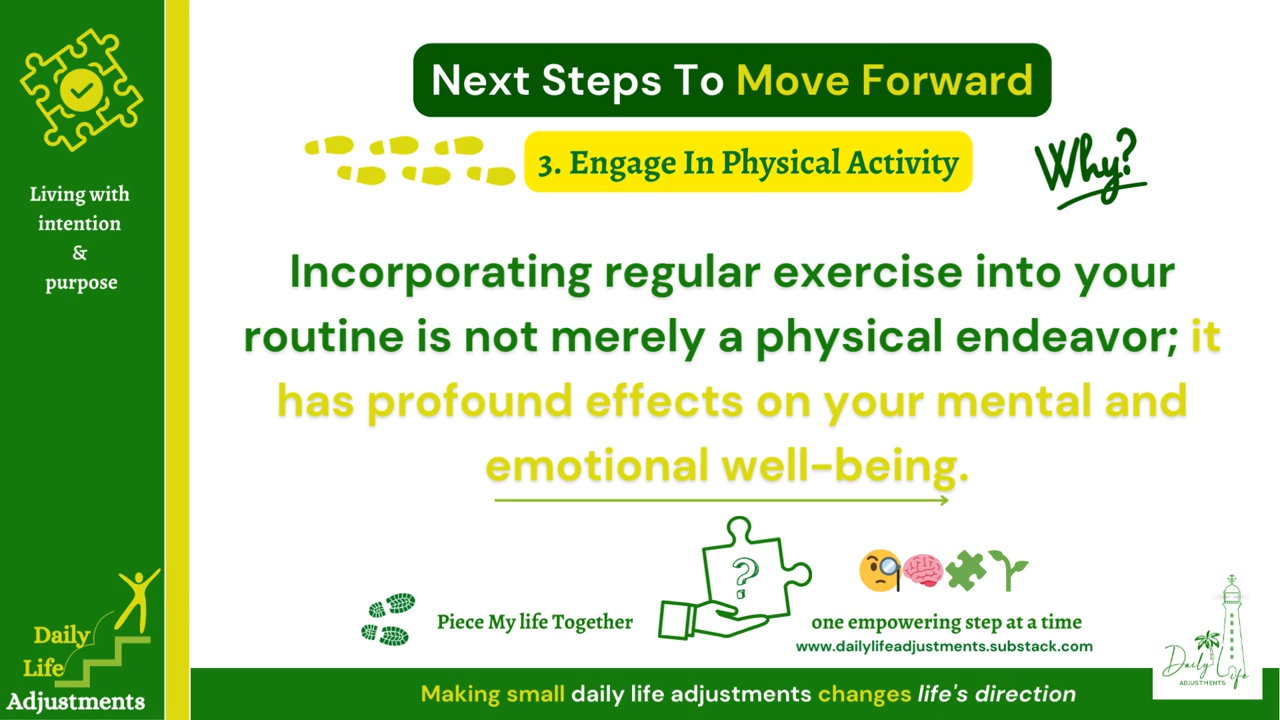 Next Steps To Move Forward
3. Engage In Physical Activity
Why?
Living with
intention
&
purpose
Incorporating regular exercise into your
routine is not merely a physical endeavor; it
has profound effects on your mental and
emotional well-being.
?
Piece My life Together
one empowering step at a time
www.dailylifeadjustments.substack.com
Daily
Life
Adjustments
Daily Life
ADJUSTMENTS
Making small daily life adjustments changes life's direction